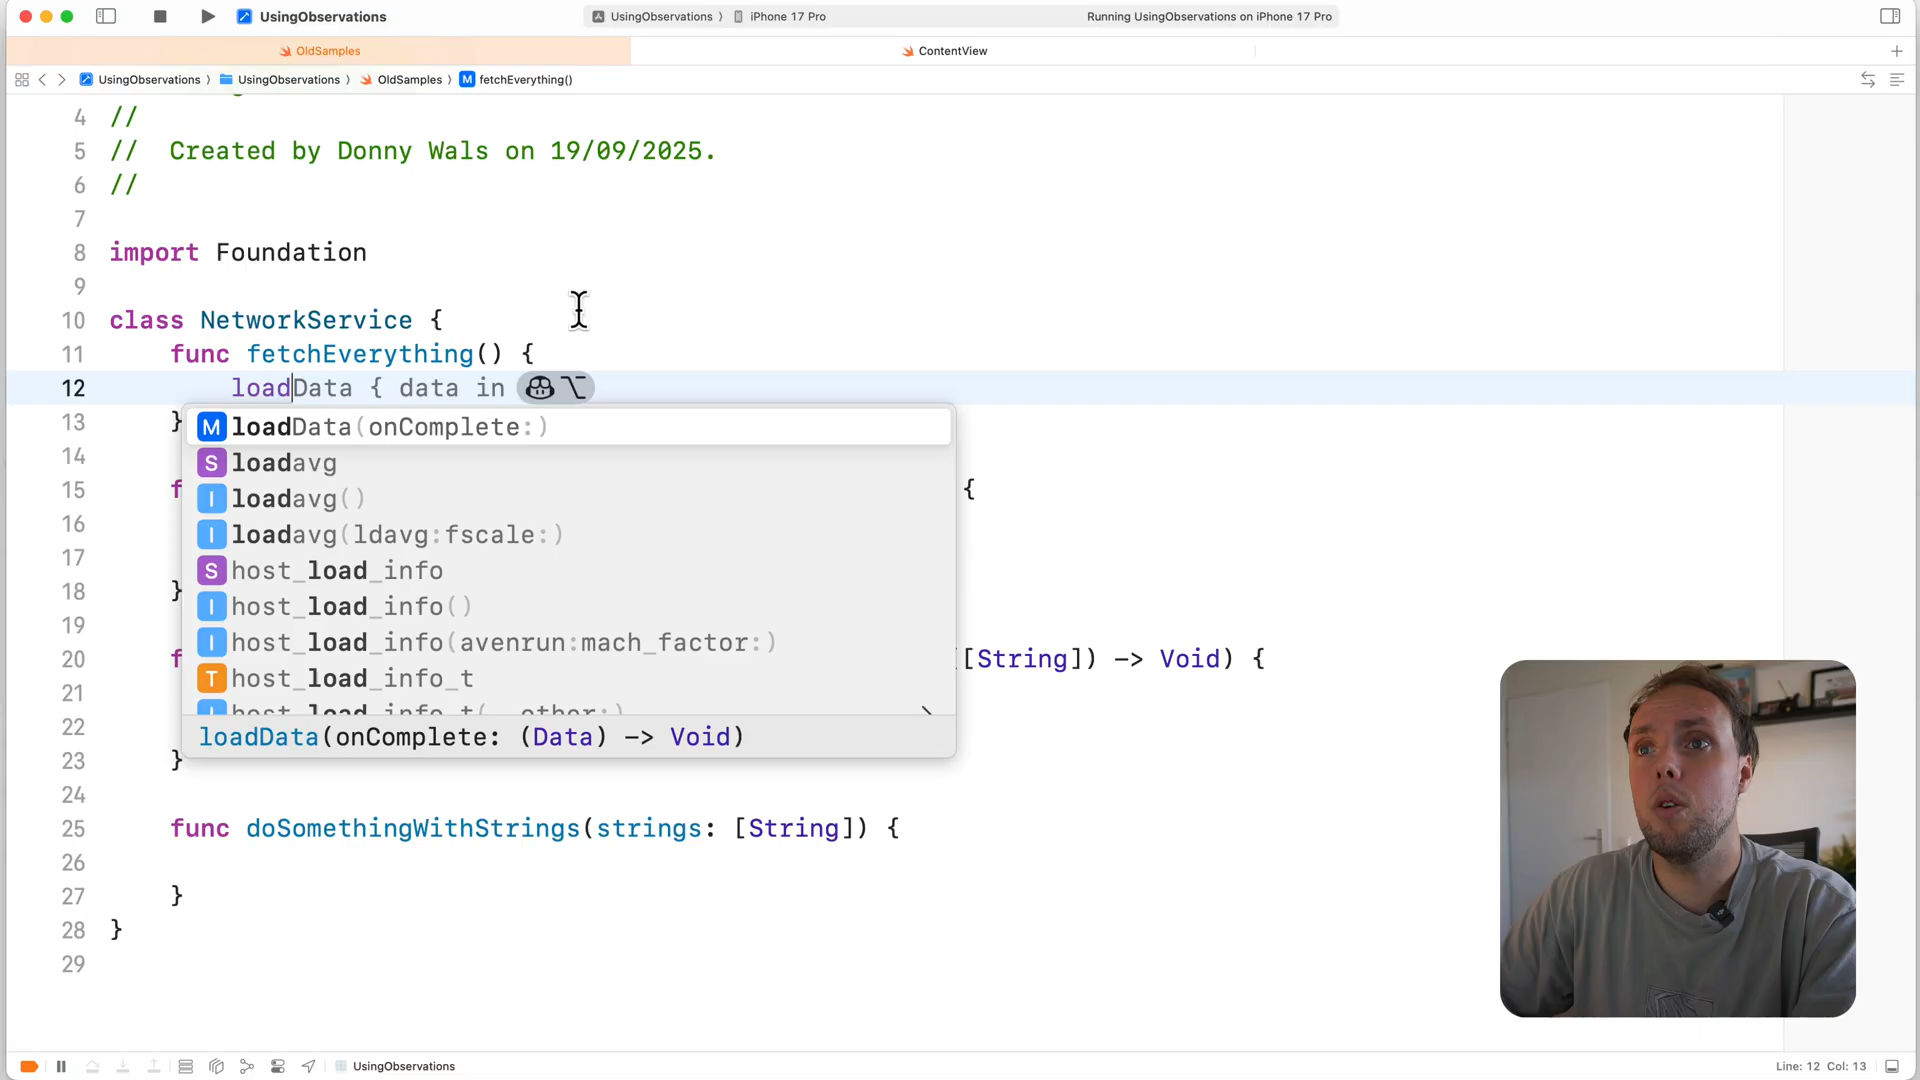 UsingObservations
UsingObservations 〉 iPhone 17 Pro
Running UsingObservations on iPhone 17 Pro
OldSamples
ContentView
UsingObservations 〉 UsingObservations 〉 OldSamples 〉 M fetchEverything()
4 //
5 //  Created by Donny Wals on 19/09/2025.
6 //
7
8 import Foundation
9
10 class NetworkService {
11 func fetchEverything() {
12 loadData { data in
13 }
M loadData(onComplete:)
14
S loadavg
15 {
I loadavg()
16
I loadavg(ldavg:fscale:)
17
S host_load_info
18 }
I host_load_info()
19
I host_load_info(avenrun:mach_factor:)
20 [String]) -> Void) {
T host_load_info_t
21
22
loadData(onComplete: (Data) -> Void)
23 }
24
25 func doSomethingWithStrings(strings: [String]) {
26
27 }
28 }
29
UsingObservations
Line: 12 Col: 13